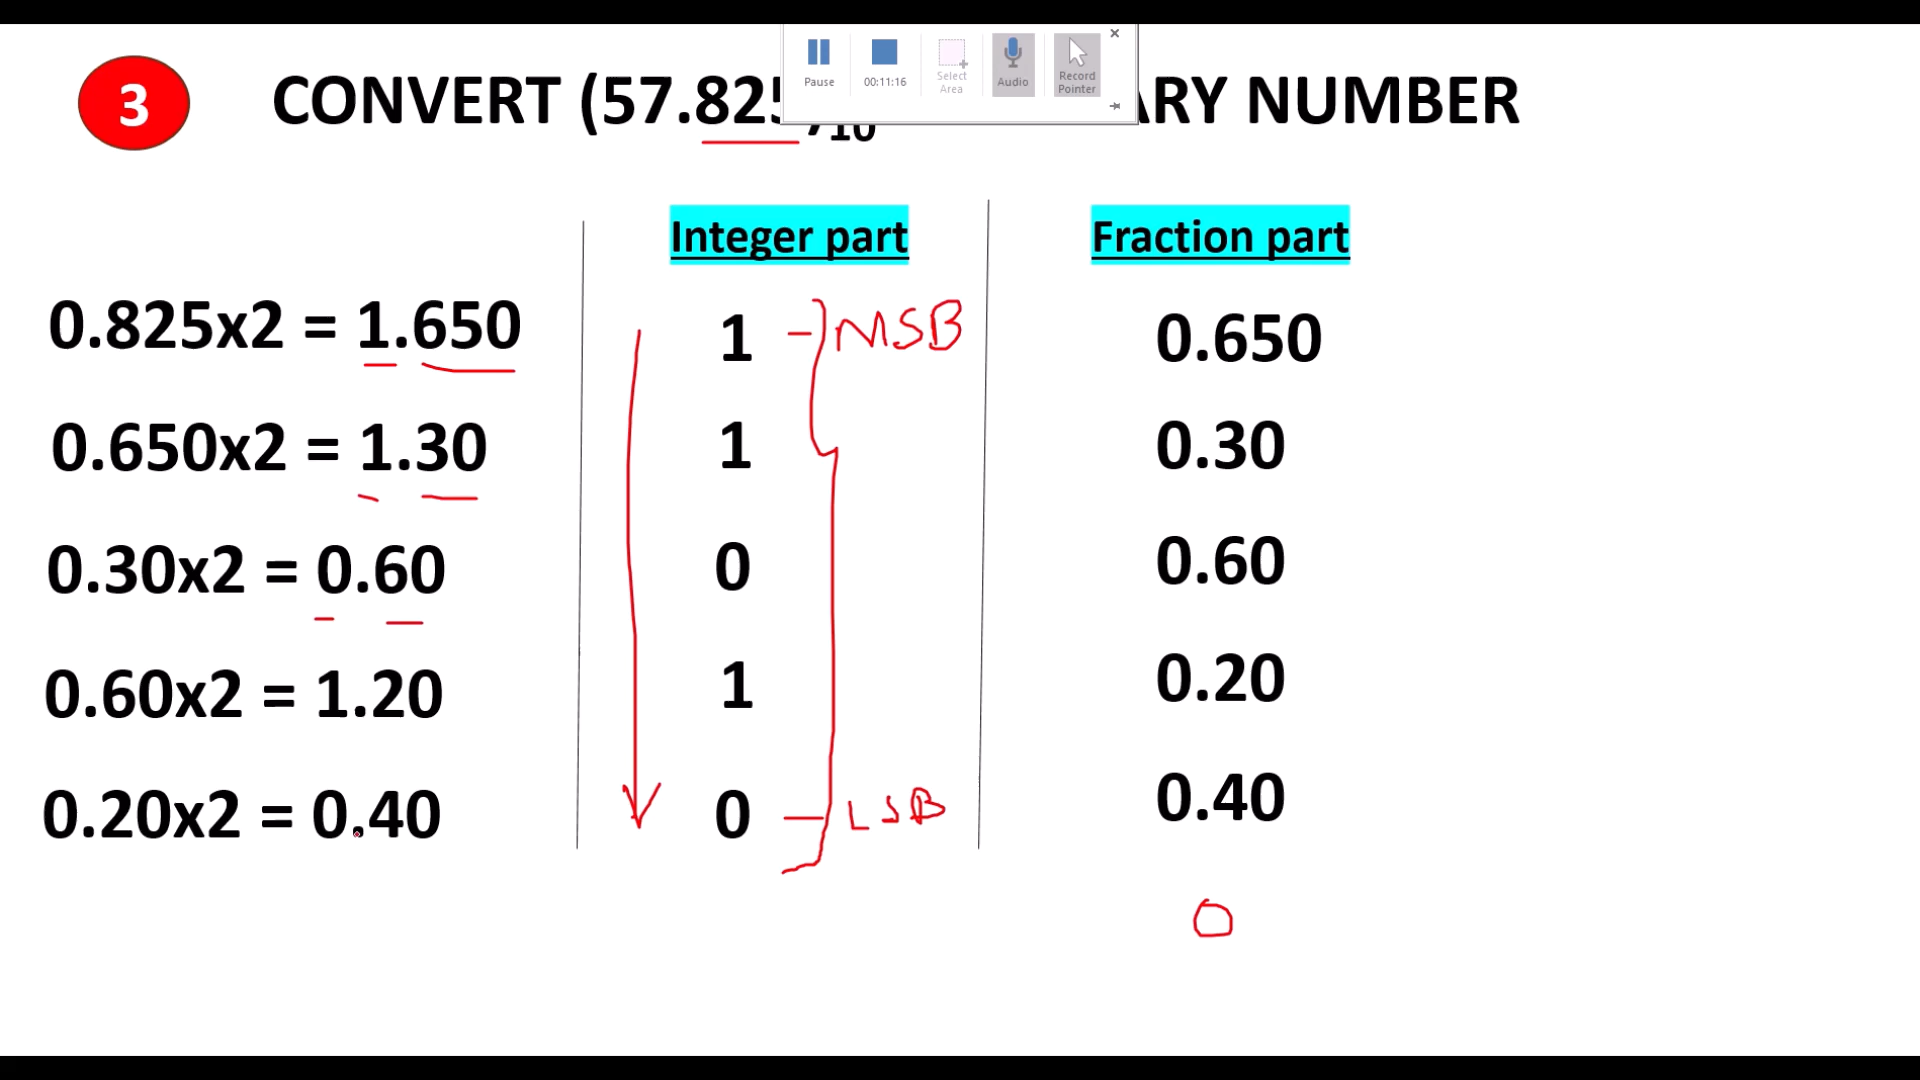 Pause
00:11:16
Select Area
Audio
Record Pointer
3
CONVERT (57.825)10 ARY NUMBER
Integer part
Fraction part
0.825x2 = 1.650
1
MSB
0.650
0.650x2 = 1.30
1
0.30
0.30x2 = 0.60
0
0.60
0.60x2 = 1.20
1
0.20
0.20x2 = 0.40
0
LSB
0.40
0